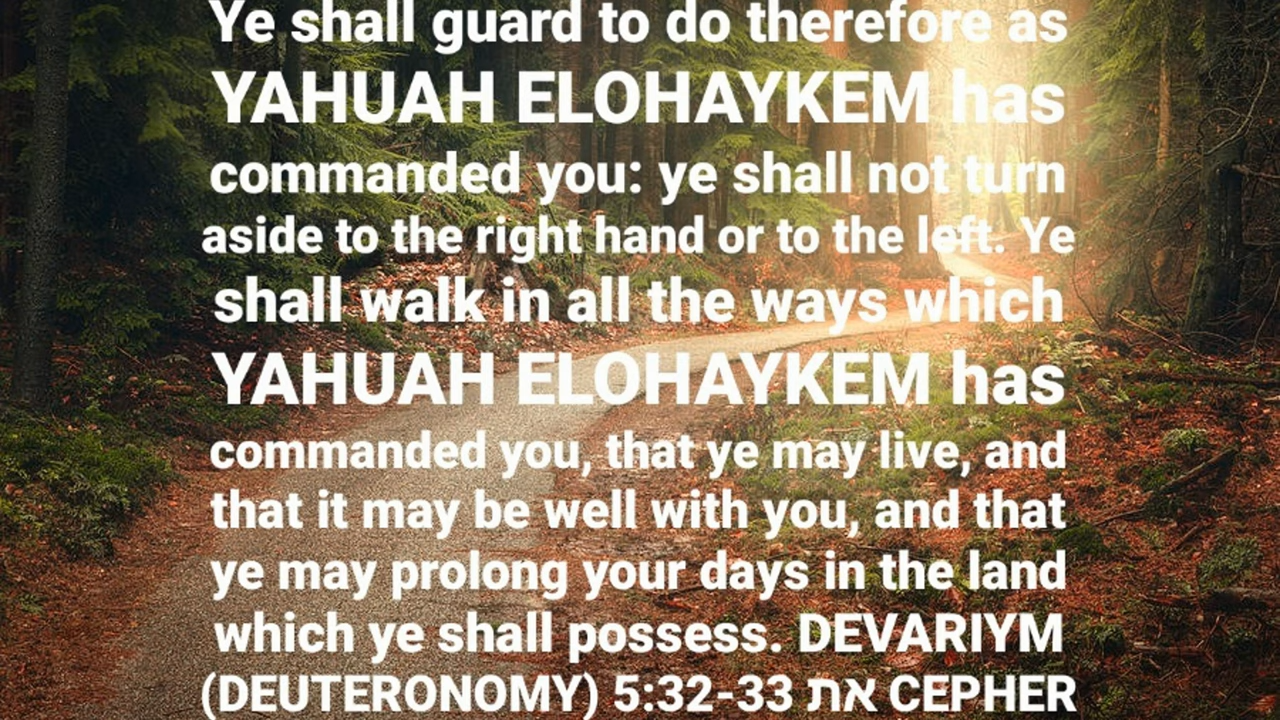 Ye shall guard to do therefore as
YAHUAH ELOHAYKEM has
commanded you: ye shall not turn
aside to the right hand or to the left. Ye
shall walk in all the ways which
YAHUAH ELOHAYKEM has
commanded you, that ye may live, and
that it may be well with you, and that
ye may prolong your days in the land
which ye shall possess. DEVARIYM
(DEUTERONOMY) 5:32-33 את CEPHER